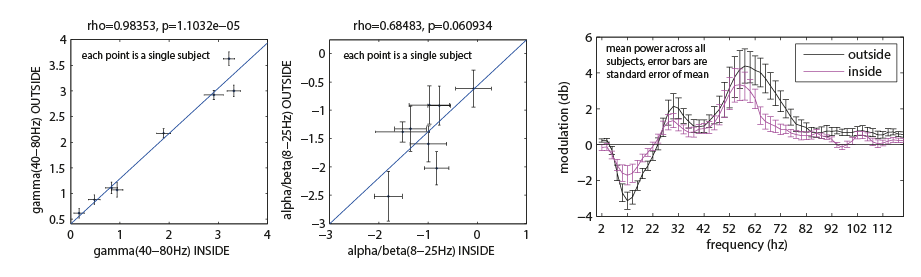 rho=0.98353, p=1.1032e−05
each point is a single subject
4
3.5
3
2.5
2
1.5
1
0.5
0
1
2
3
4
gamma(40−80Hz) OUTSIDE
gamma(40−80Hz) INSIDE
rho=0.68483, p=0.060934
each point is a single subject
0
−0.5
−1
−1.5
−2
−2.5
−3
−3
−2
−1
0
1
alpha/beta(8−25Hz) OUTSIDE
alpha/beta(8−25Hz) INSIDE
mean power across all
subjects, error bars are
standard error of mean
outside
inside
6
4
2
0
−2
−4
2 12 22 32 42 52 62 72 82 92 102 112
modulation (db)
frequency (hz)